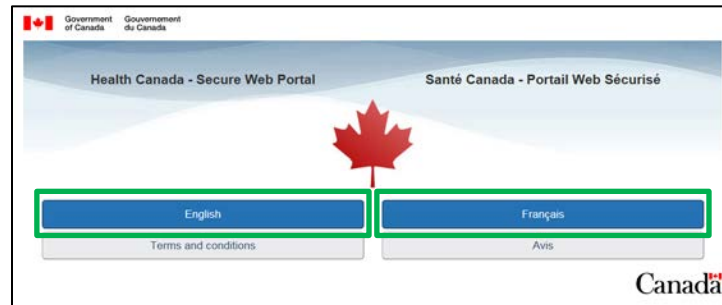 Government Gouvernement
of Canada du Canada
Health Canada - Secure Web Portal
Santé Canada - Portail Web Sécurisé
English
Français
Terms and conditions
Avis
Canada